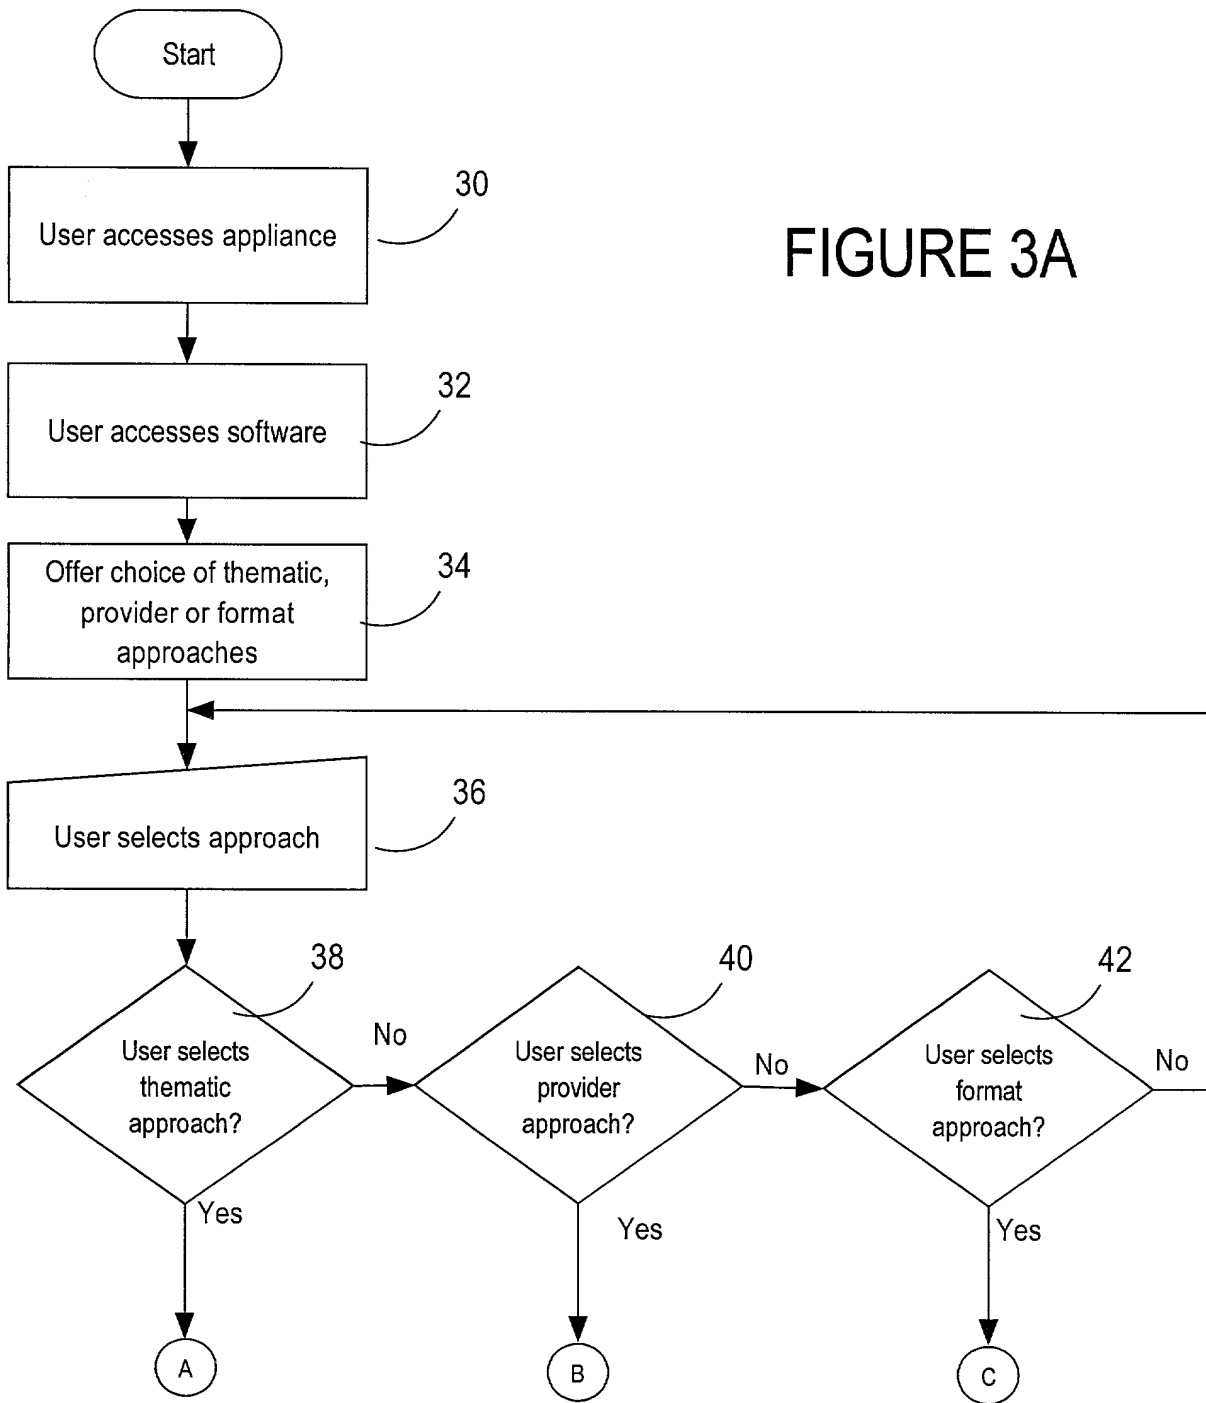 Start
30
User accesses appliance
FIGURE 3A
32
User accesses software
34
Offer choice of thematic,
provider or format
approaches
36
User selects approach
38
User selects
thematic
approach?
No
Yes
40
User selects
provider
approach?
No
Yes
42
User selects
format
approach?
No
Yes
A
B
C